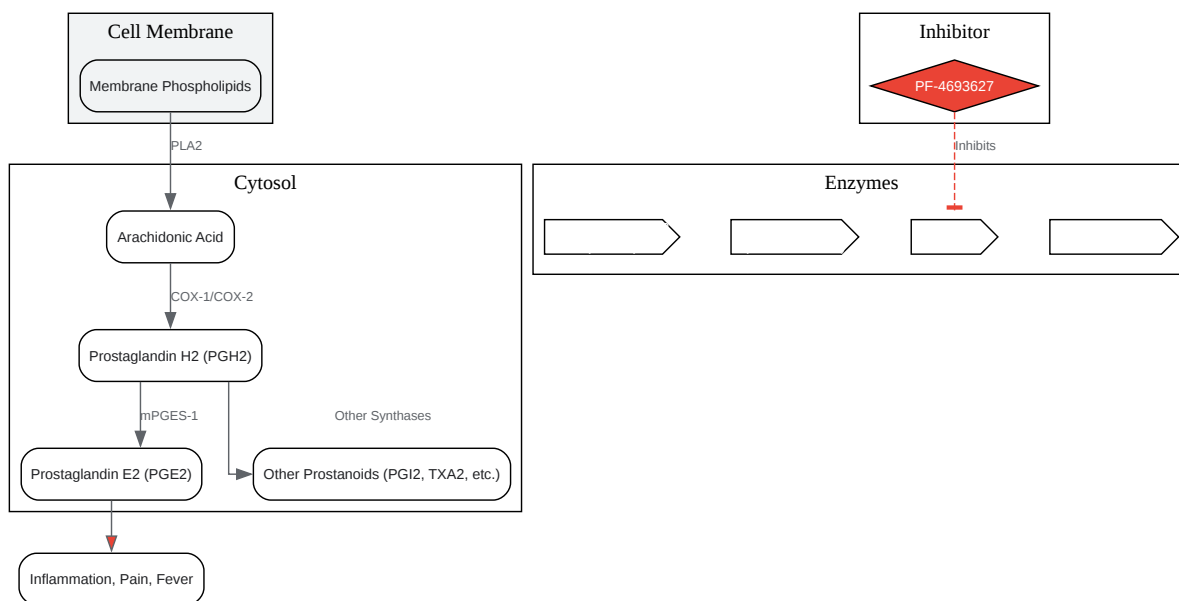 Cell Membrane
Membrane Phospholipids
PLA2
Cytosol
Arachidonic Acid
COX-1/COX-2
Prostaglandin H2 (PGH2)
mPGES-1
Other Synthases
Prostaglandin E2 (PGE2)
Other Prostanoids (PGI2, TXA2, etc.)
Inflammation, Pain, Fever
Inhibitor
PF-4693627
Inhibits
Enzymes